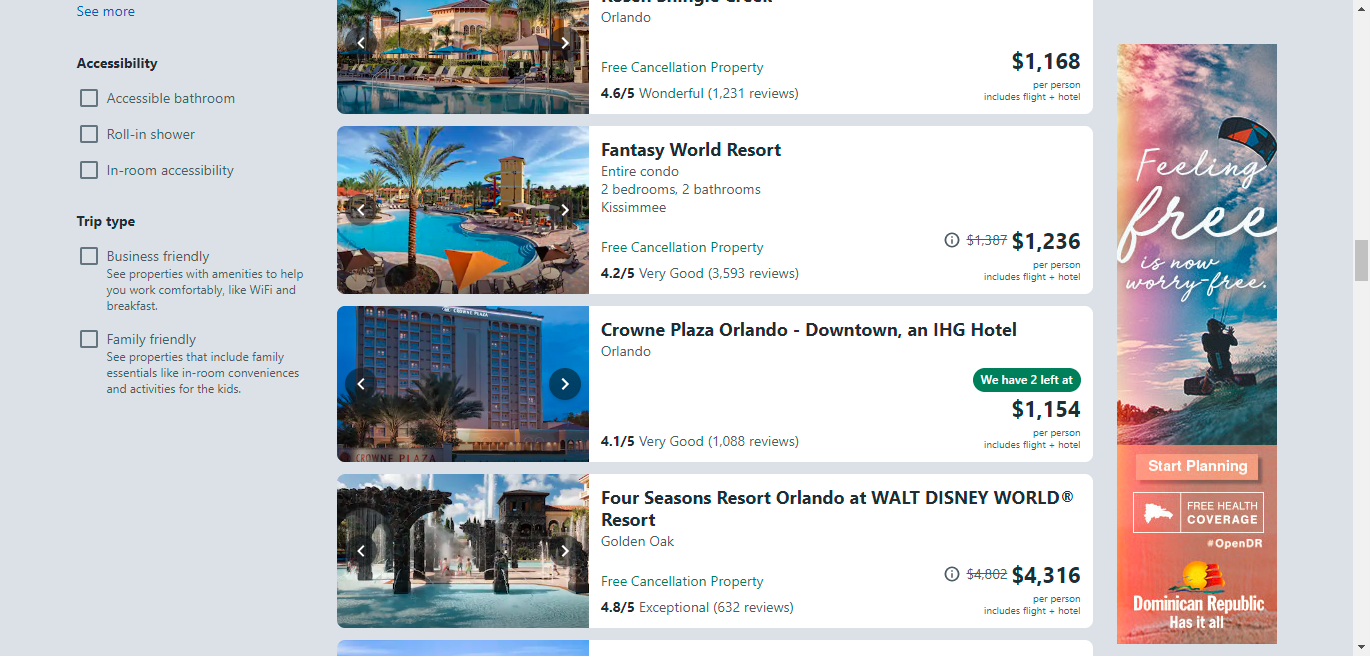 See more
Accessibility
Accessible bathroom
Roll-in shower
In-room accessibility
Trip type
Business friendly
See properties with amenities to help
you work comfortably, like WiFi and
breakfast.
Family friendly
See properties that include family
essentials like in-room conveniences
and activities for the kids.
Rosen Shingle Creek
Orlando
Free Cancellation Property
4.6/5 Wonderful (1,231 reviews)
$1,168
per person
includes flight + hotel
Fantasy World Resort
Entire condo
2 bedrooms, 2 bathrooms
Kissimmee
Free Cancellation Property
4.2/5 Very Good (3,593 reviews)
$1,387 $1,236
per person
includes flight + hotel
CROWNE PLAZA
CROWNE PLAZA
Crowne Plaza Orlando - Downtown, an IHG Hotel
Orlando
We have 2 left at
$1,154
4.1/5 Very Good (1,088 reviews)
per person
includes flight + hotel
Four Seasons Resort Orlando at WALT DISNEY WORLD®
Resort
Golden Oak
Free Cancellation Property
4.8/5 Exceptional (632 reviews)
$4,802 $4,316
per person
includes flight + hotel
Feeling
free
is now
worry-free.
Start Planning
FREE HEALTH
COVERAGE
#OpenDR
Dominican Republic
Has it all